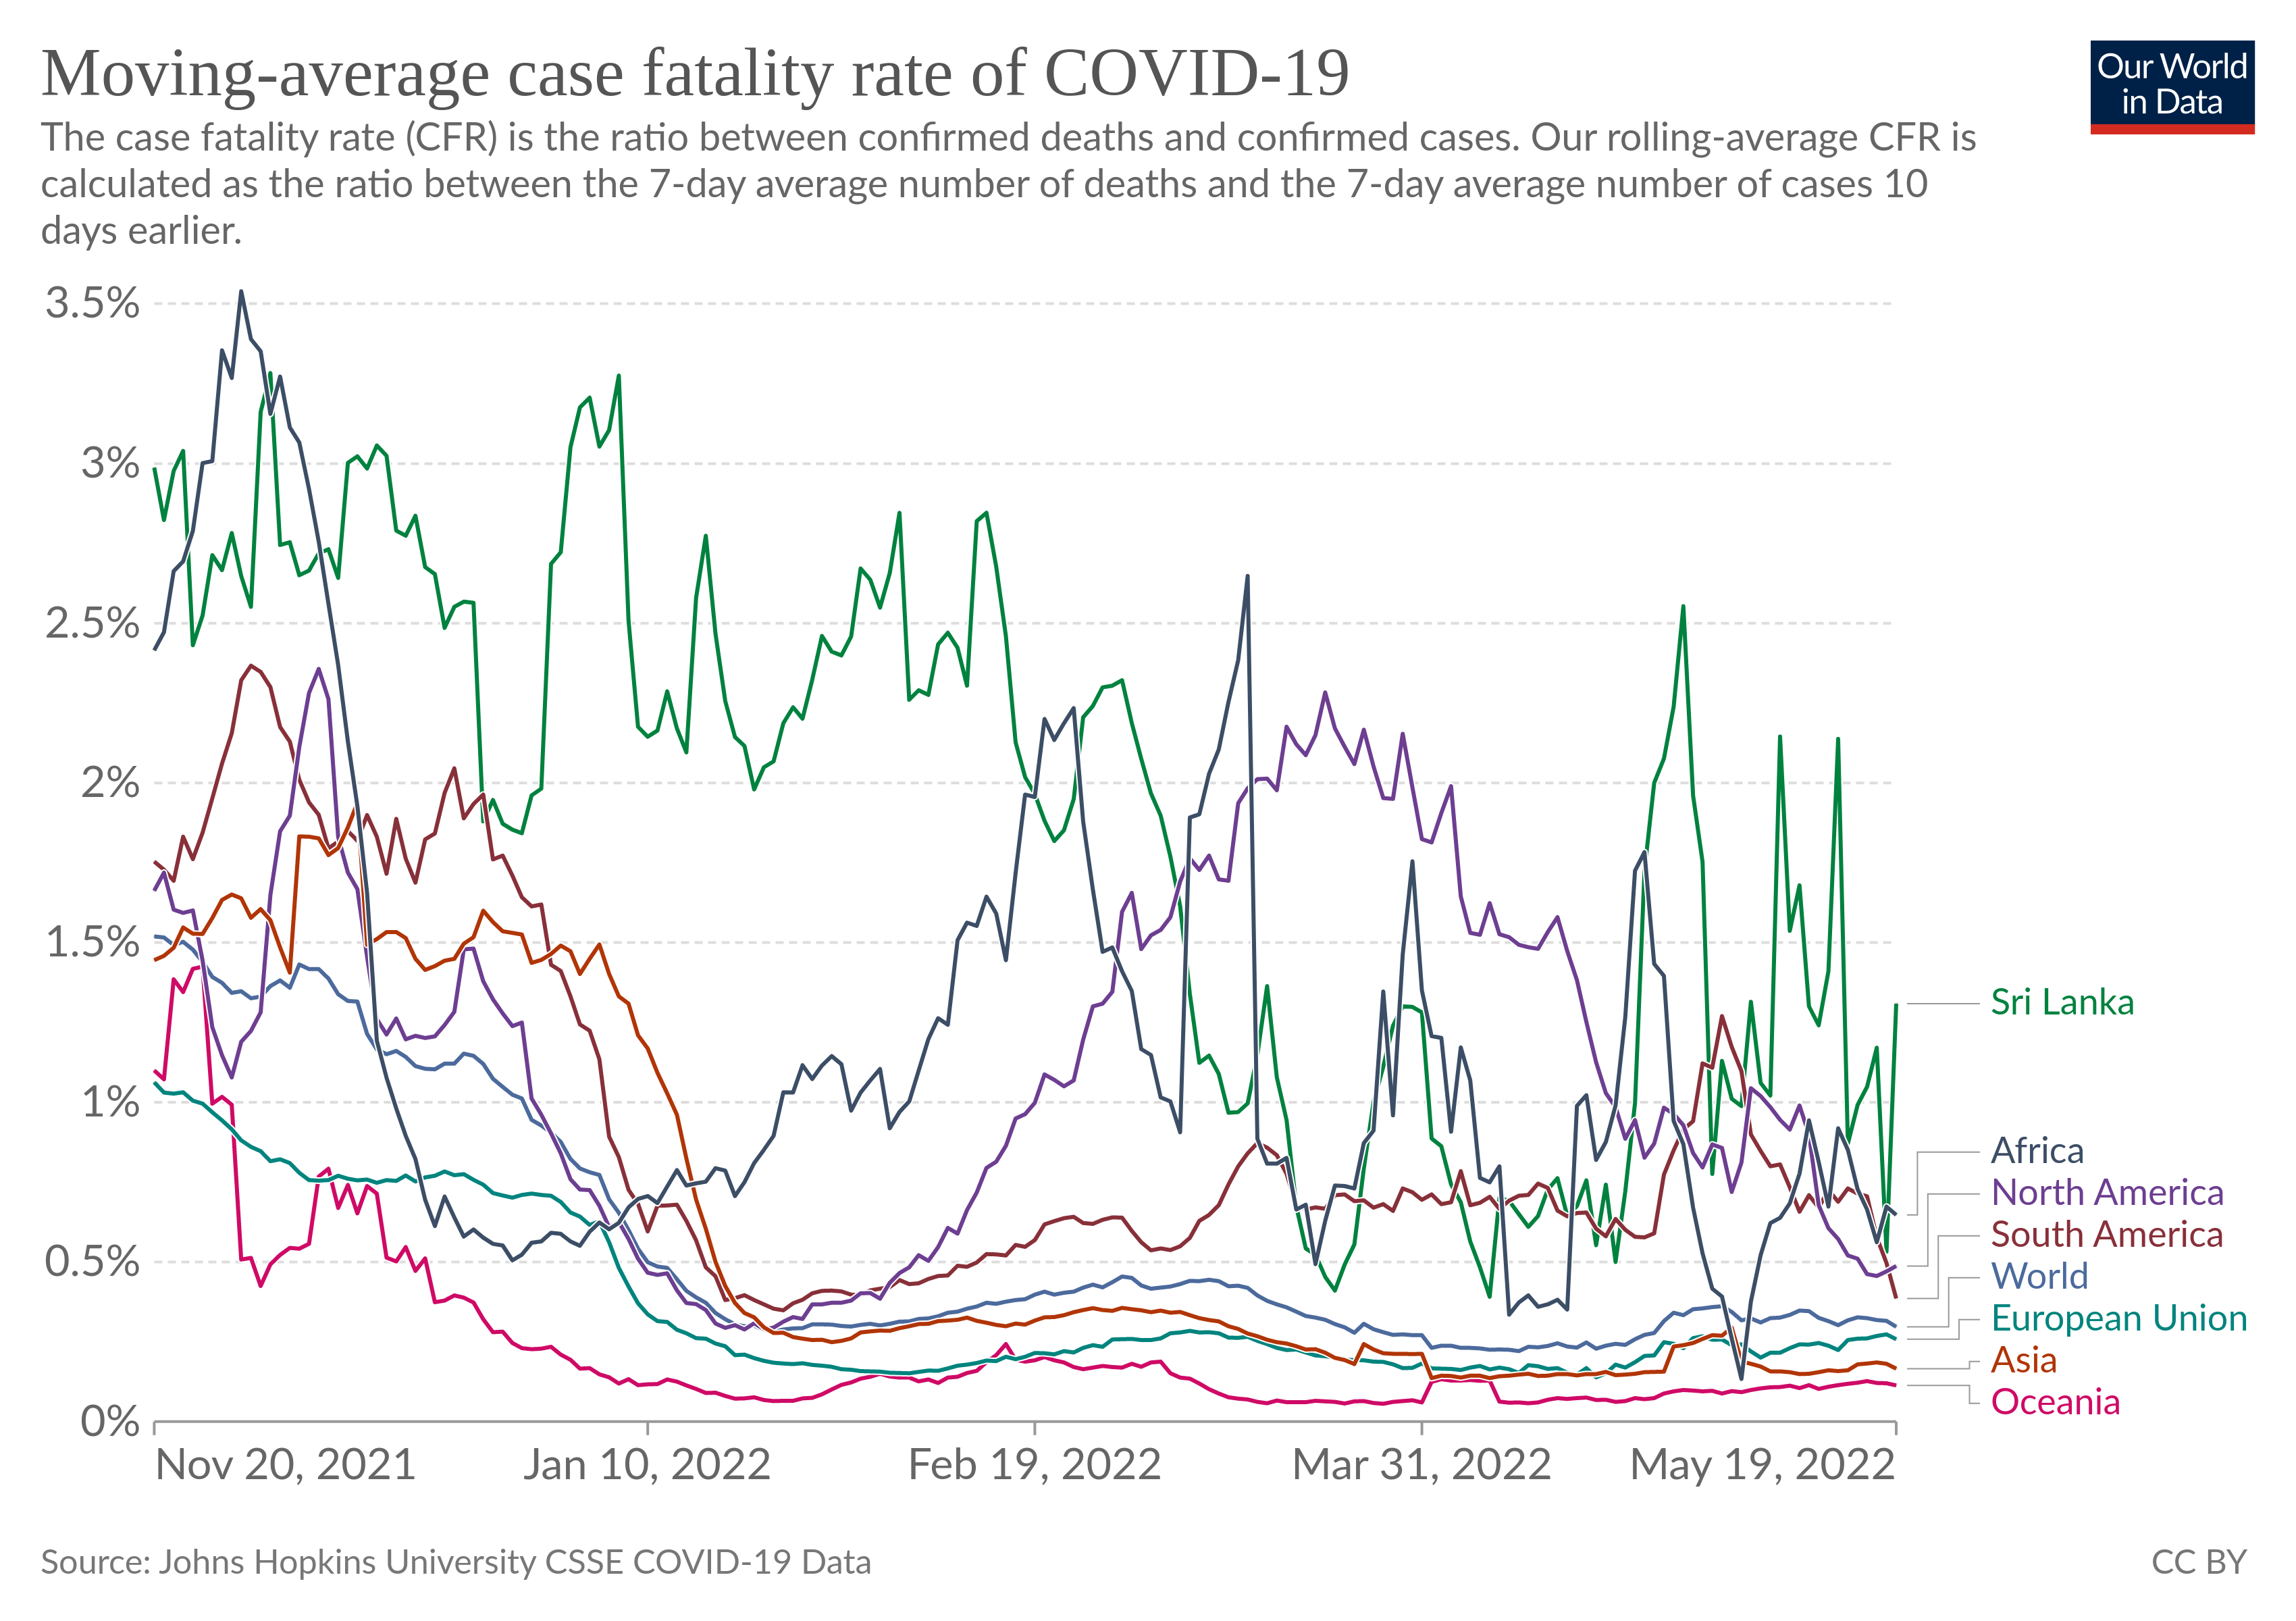 Moving-average case fatality rate of COVID-19
Our World
in Data
The case fatality rate (CFR) is the ratio between confirmed deaths and confirmed cases. Our rolling-average CFR is
calculated as the ratio between the 7-day average number of deaths and the 7-day average number of cases 10
days earlier.
3.5%
3%
2.5%
2%
1.5%
1%
0.5%
0%
Sri Lanka
Africa
North America
South America
World
European Union
Asia
Oceania
Nov 20, 2021
Jan 10, 2022
Feb 19, 2022
Mar 31, 2022
May 19, 2022
Source: Johns Hopkins University CSSE COVID-19 Data
CC BY